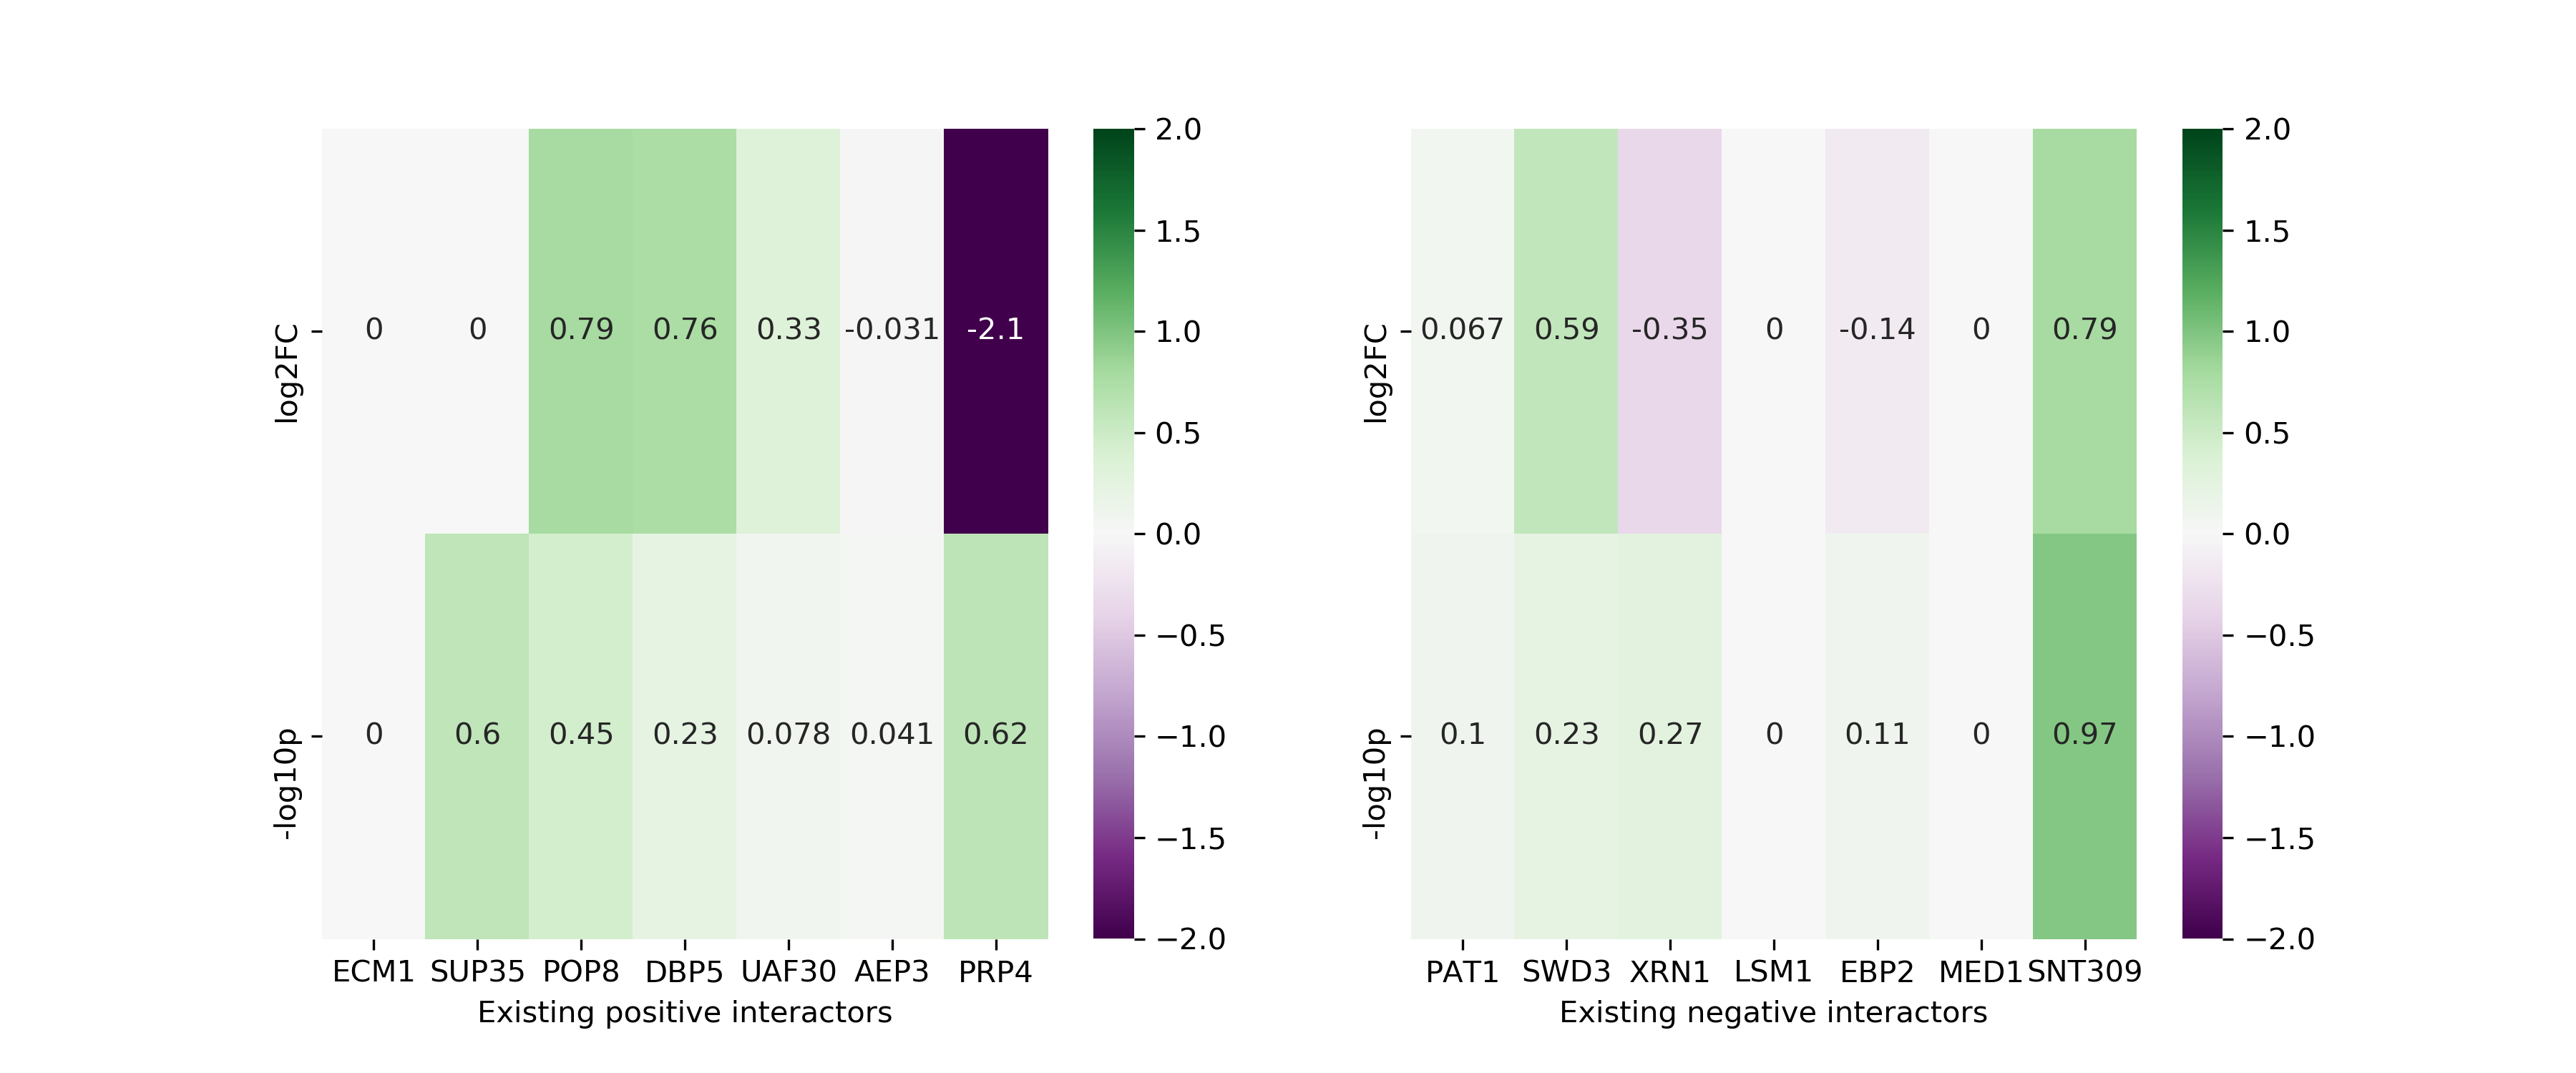 2.0
1.5
1.0
0.5
0.0
−0.5
−1.0
−1.5
−2.0
log2FC
0 0 0.79 0.76 0.33 -0.031 -2.1
-log10p
0 0.6 0.45 0.23 0.078 0.041 0.62
ECM1 SUP35 POP8 DBP5 UAF30 AEP3 PRP4
Existing positive interactors
2.0
1.5
1.0
0.5
0.0
−0.5
−1.0
−1.5
−2.0
log2FC
0.067 0.59 -0.35 0 -0.14 0 0.79
-log10p
0.1 0.23 0.27 0 0.11 0 0.97
PAT1 SWD3 XRN1 LSM1 EBP2 MED1 SNT309
Existing negative interactors